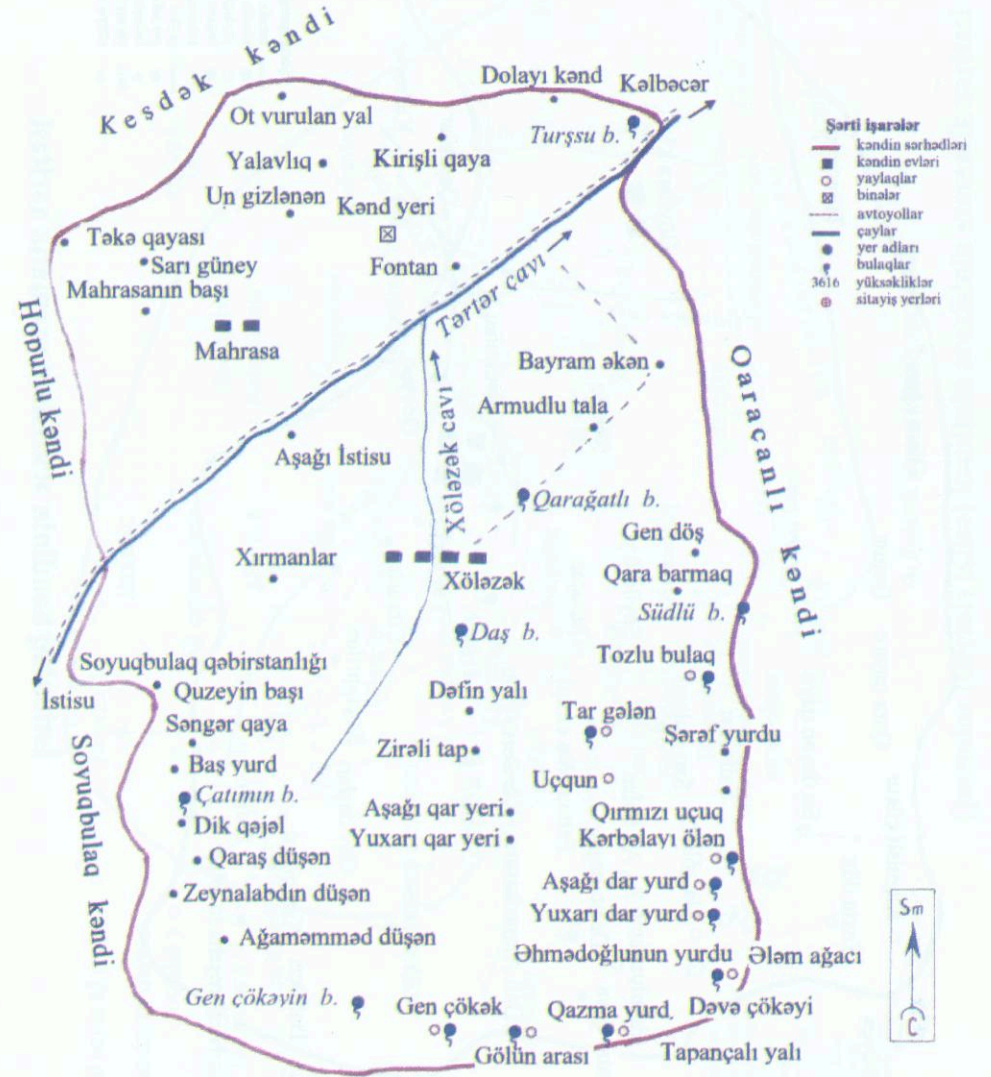 Kesdək kəndi
Dolayı kənd
Kəlbəcər
Ot vurulan yal
Turşsu b.
Yalavlıq
Kirişli qaya
Un gizlənən
Kənd yeri
Təkə qayası
Sarı güney
Fontan
Mahrasanın başı
Mahrasa
Tərtər çayı
Hopurlu kəndi
Şərti işarələr
kəndin sərhədləri
kəndin evləri
yaylaqlar
binələr
avtoyollar
çaylar
yer adları
bulaqlar
3616 yüksəkliklər
sitayiş yerləri
Bayram əkən
Armudlu tala
Qaraçanlı kəndi
Aşağı İstisu
Xöləzək çayı
Qarağatlı b.
Gen döş
Xırmanlar
Xöləzək
Qara barmaq
Südlü b.
Daş b.
Tozlu bulaq
Soyuqbulaq qəbirstanlığı
İstisu
Quzeyin başı
Dəfin yalı
Səngər qaya
Tar gələn
Şərəf yurdu
Zirəli tap
Baş yurd
Uçqun
Çatımın b.
Aşağı qar yeri
Qırmızı uçuq
Dik qəjəl
Yuxarı qar yeri
Kərbəlayı ölən
Qaraş düşən
Aşağı dar yurd
Zeynalabdın düşən
Yuxarı dar yurd
Soyuqbulaq kəndi
Ağaməmməd düşən
Əhmədoğlunun yurdu
Ələm ağacı
Gen çökəyin b.
Gen çökək
Qazma yurd
Dəvə çökəyi
Gölün arası
Tapançalı yalı
Şm
C